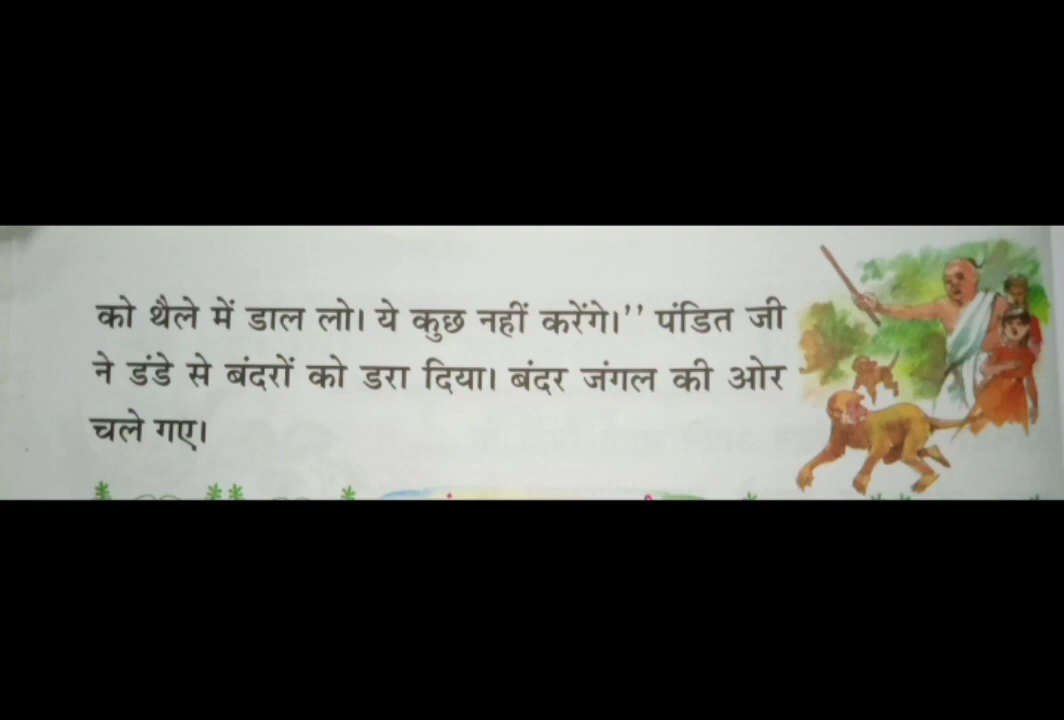 को थैले में डाल लो। ये कुछ नहीं करेंगे।’’ पंडित जी
ने डंडे से बंदरों को डरा दिया। बंदर जंगल की ओर
चले गए।